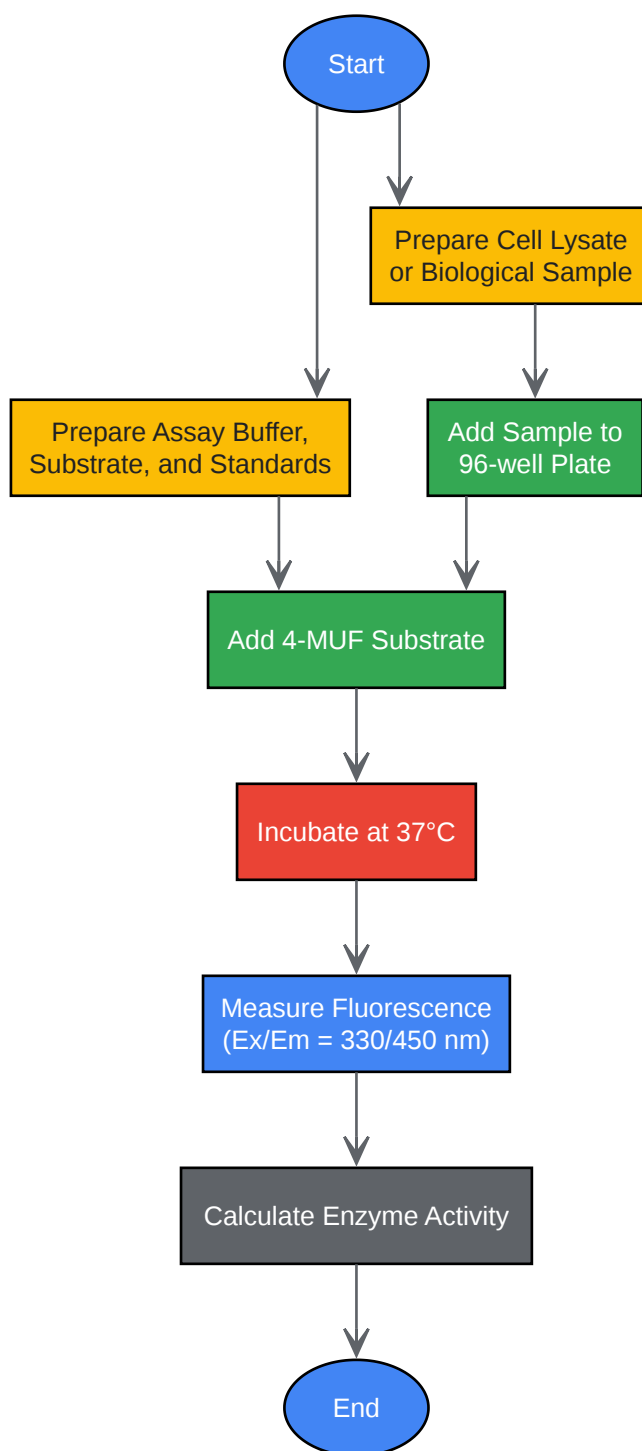 Start
Prepare Cell Lysate
or Biological Sample
Prepare Assay Buffer,
Substrate, and Standards
Add Sample to
96-well Plate
Add 4-MUF Substrate
Incubate at 37°C
Measure Fluorescence
(Ex/Em = 330/450 nm)
Calculate Enzyme Activity
End